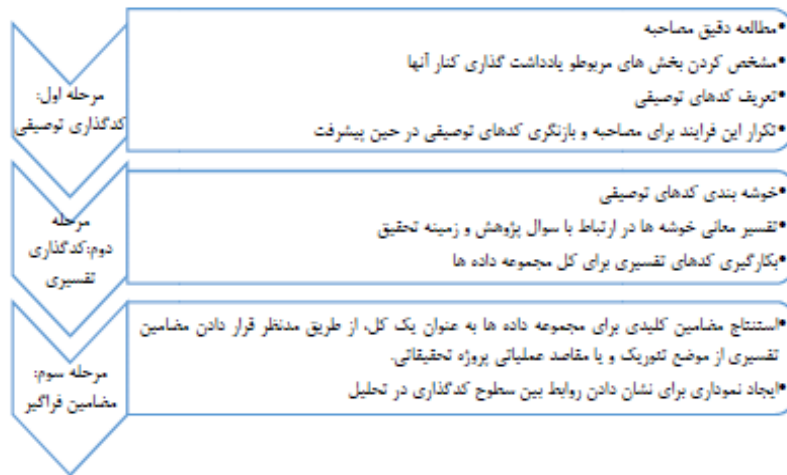 مرحله اول:
کدگذاری توصیفی
•مطالعه دقیق مصاحبه
•مشخص کردن بخش های مربوطو یادداشت گذاری کنار آنها
•تعریف کدهای توصیفی
•تکرار این فرایند برای مصاحبه و بازنگری کدهای توصیفی در حین پیشرفت
مرحله
دوم:کدگذاری
تفسیری
•خوشه بندی کدهای توصیفی
•تفسیر معانی خوشه ها در ارتباط با سوال پژوهش و زمینه تحقیق
•بکارگیری کدهای تفسیری برای کل مجموعه داده ها
مرحله سوم:
مضامین فراگیر
•استنتاج مضامین کلیدی برای مجموعه داده ها به عنوان یک کل، از طریق مدنظر قرار دادن مضامین
تفسیری از موضع تئوریک و یا مقاصد عملیاتی پروژه تحقیقاتی.
•ایجاد نموداری برای نشان دادن روابط بین سطوح کدگذاری در تحلیل